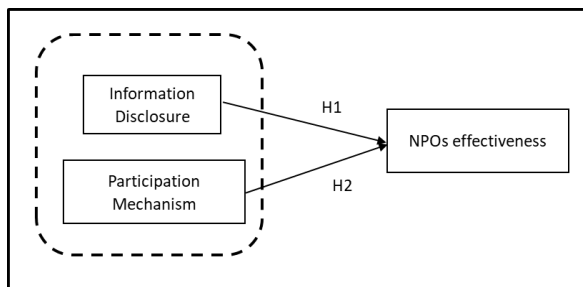 Information
Disclosure
H1
NPOs effectiveness
Participation
Mechanism
H2